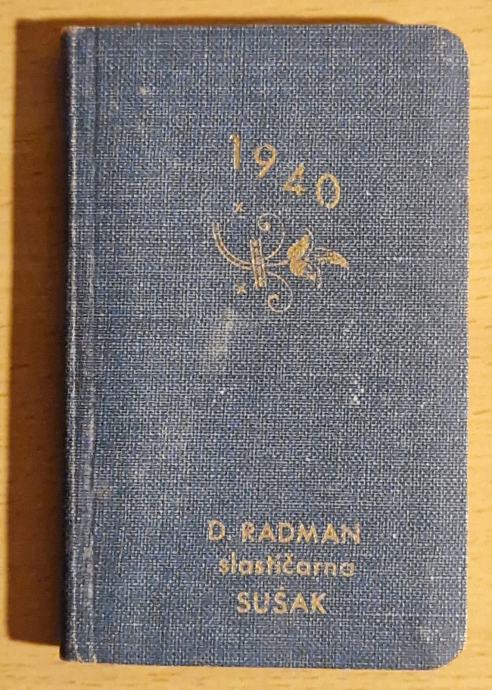 1940
D. RADMAN
slastičarna
SUŠAK